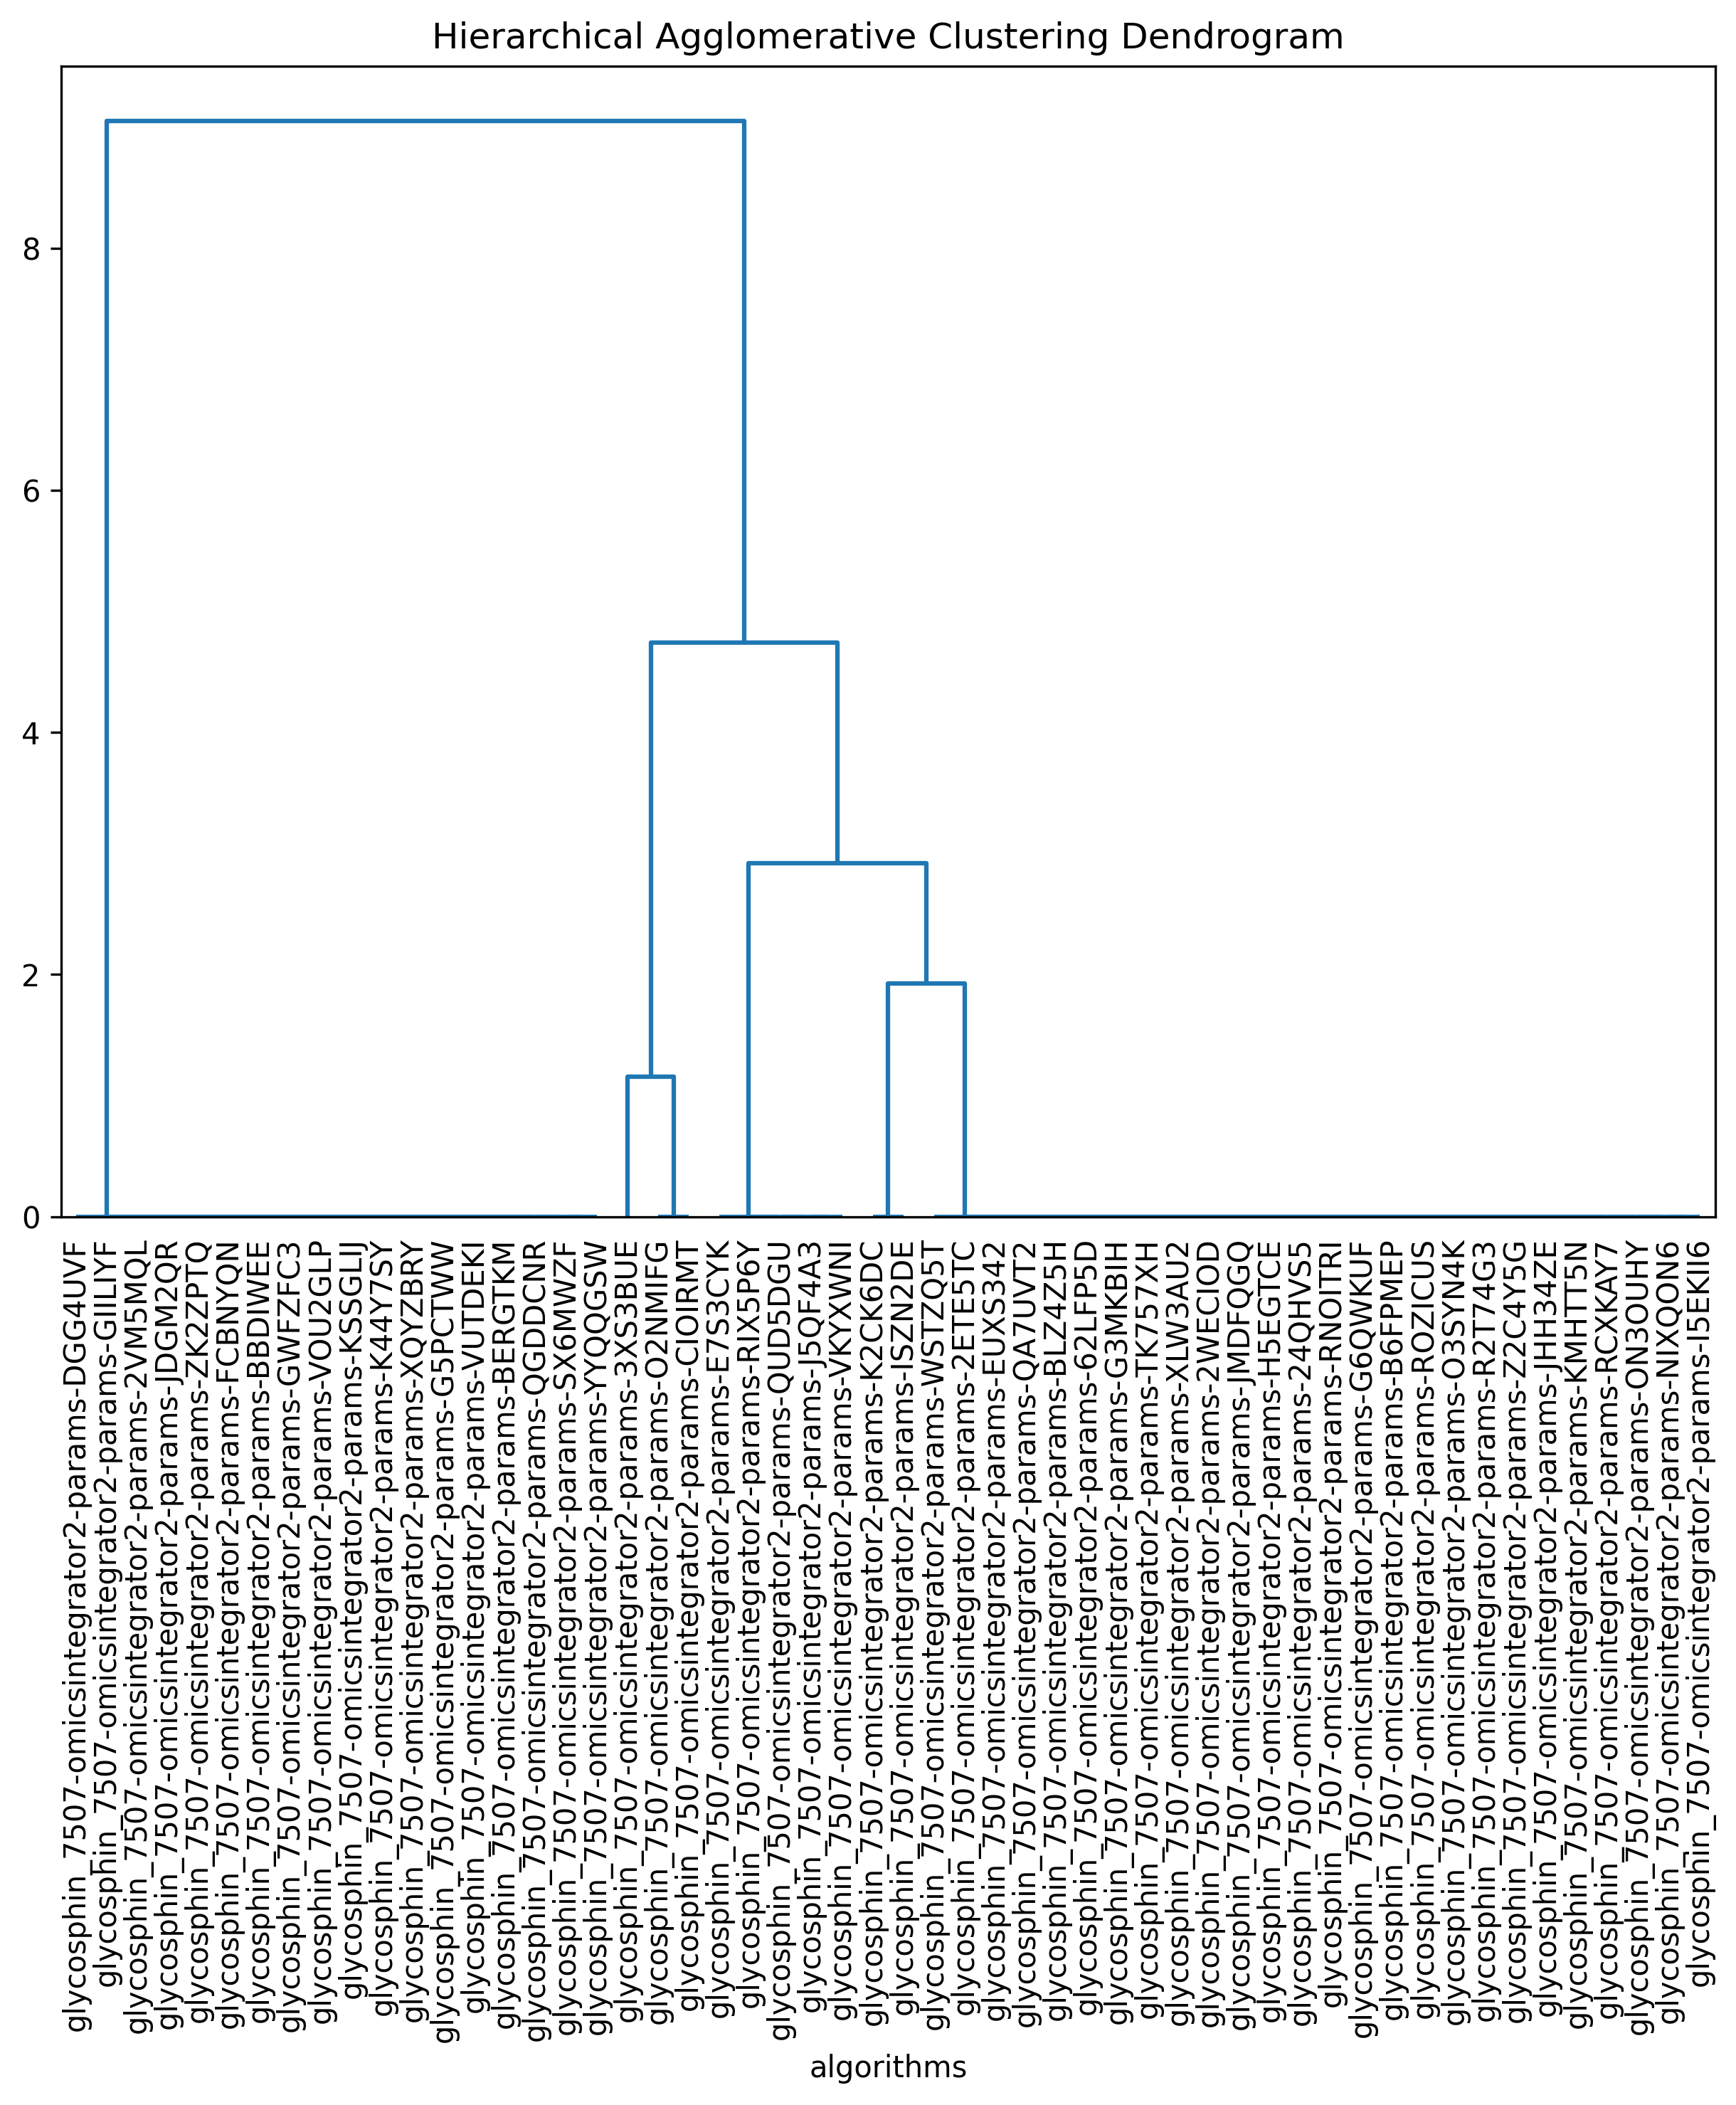 Hierarchical Agglomerative Clustering Dendrogram
8
6
4
2
0
glycosphin_7507-omicsintegrator2-params-DGG4UVF
glycosphin_7507-omicsintegrator2-params-GIILIYF
glycosphin_7507-omicsintegrator2-params-2VM5MQL
glycosphin_7507-omicsintegrator2-params-JDGM2QR
glycosphin_7507-omicsintegrator2-params-ZK2ZPTQ
glycosphin_7507-omicsintegrator2-params-FCBNYQN
glycosphin_7507-omicsintegrator2-params-BBDIWEE
glycosphin_7507-omicsintegrator2-params-GWFZFC3
glycosphin_7507-omicsintegrator2-params-VOU2GLP
glycosphin_7507-omicsintegrator2-params-KSSGLIJ
glycosphin_7507-omicsintegrator2-params-K44Y7SY
glycosphin_7507-omicsintegrator2-params-XQYZBRY
glycosphin_7507-omicsintegrator2-params-G5PCTWW
glycosphin_7507-omicsintegrator2-params-VUTDEKI
glycosphin_7507-omicsintegrator2-params-BERGTKM
glycosphin_7507-omicsintegrator2-params-QGDDCNR
glycosphin_7507-omicsintegrator2-params-SX6MWZF
glycosphin_7507-omicsintegrator2-params-YYQQGSW
glycosphin_7507-omicsintegrator2-params-3XS3BUE
glycosphin_7507-omicsintegrator2-params-O2NMIFG
glycosphin_7507-omicsintegrator2-params-CIOIRMT
glycosphin_7507-omicsintegrator2-params-E7S3CYK
glycosphin_7507-omicsintegrator2-params-RIX5P6Y
glycosphin_7507-omicsintegrator2-params-QUD5DGU
glycosphin_7507-omicsintegrator2-params-J5QF4A3
glycosphin_7507-omicsintegrator2-params-VKYXWNI
glycosphin_7507-omicsintegrator2-params-K2CK6DC
glycosphin_7507-omicsintegrator2-params-ISZN2DE
glycosphin_7507-omicsintegrator2-params-WSTZQ5T
glycosphin_7507-omicsintegrator2-params-2ETE5TC
glycosphin_7507-omicsintegrator2-params-EUXS342
glycosphin_7507-omicsintegrator2-params-QA7UVT2
glycosphin_7507-omicsintegrator2-params-BLZ4Z5H
glycosphin_7507-omicsintegrator2-params-62LFP5D
glycosphin_7507-omicsintegrator2-params-G3MKBIH
glycosphin_7507-omicsintegrator2-params-TK757XH
glycosphin_7507-omicsintegrator2-params-XLW3AU2
glycosphin_7507-omicsintegrator2-params-2WECIOD
glycosphin_7507-omicsintegrator2-params-JMDFQGQ
glycosphin_7507-omicsintegrator2-params-H5EGTCE
glycosphin_7507-omicsintegrator2-params-24QHVS5
glycosphin_7507-omicsintegrator2-params-RNOITRI
glycosphin_7507-omicsintegrator2-params-G6QWKUF
glycosphin_7507-omicsintegrator2-params-B6FPMEP
glycosphin_7507-omicsintegrator2-params-ROZICUS
glycosphin_7507-omicsintegrator2-params-O3SYN4K
glycosphin_7507-omicsintegrator2-params-R2T74G3
glycosphin_7507-omicsintegrator2-params-Z2C4Y5G
glycosphin_7507-omicsintegrator2-params-JHH34ZE
glycosphin_7507-omicsintegrator2-params-KMHTT5N
glycosphin_7507-omicsintegrator2-params-RCXKAY7
glycosphin_7507-omicsintegrator2-params-ON3OUHY
glycosphin_7507-omicsintegrator2-params-NIXQON6
glycosphin_7507-omicsintegrator2-params-I5EKII6
algorithms